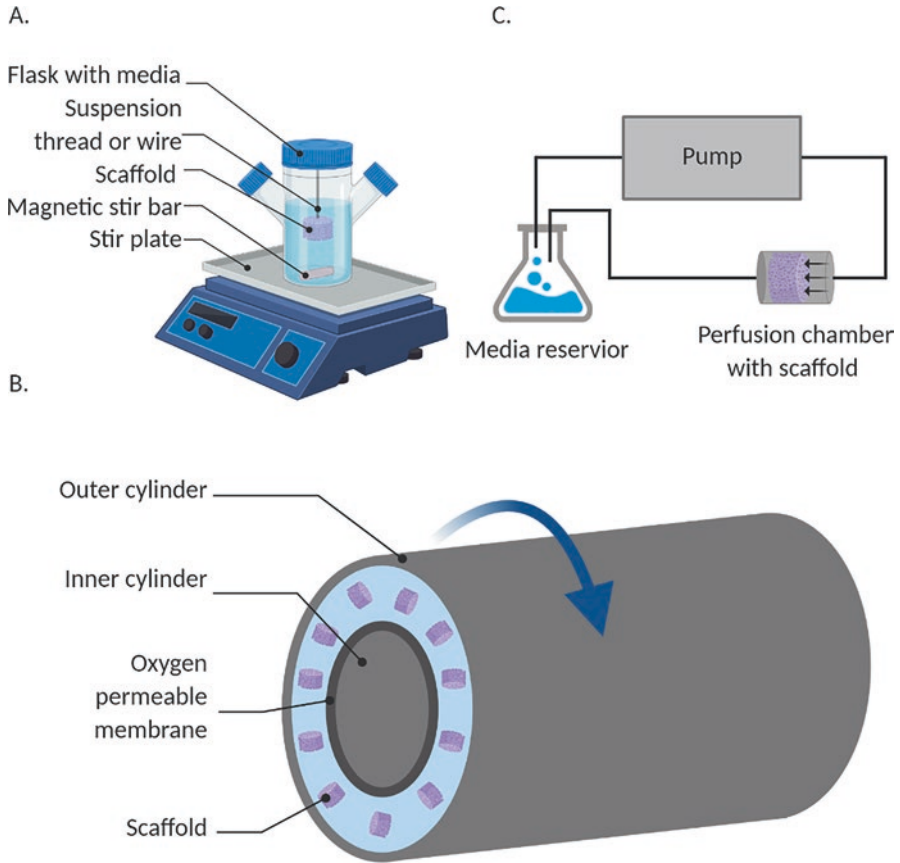 A.
Flask with media
Suspension
thread or wire
Scaffold
Magnetic stir bar
Stir plate
C.
Pump
Media reservior
Perfusion chamber
with scaffold
B.
Outer cylinder
Inner cylinder
Oxygen
permeable
membrane
Scaffold